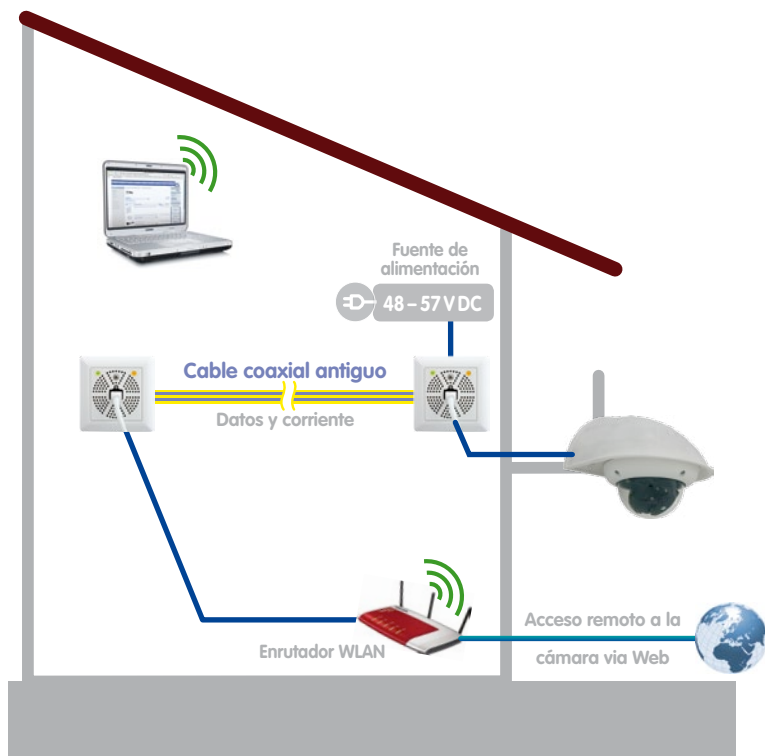 Fuente de
alimentación
48 – 57 V DC
Cable coaxial antiguo
Datos y corriente
Enrutador WLAN
Acceso remoto a la
cámara via Web